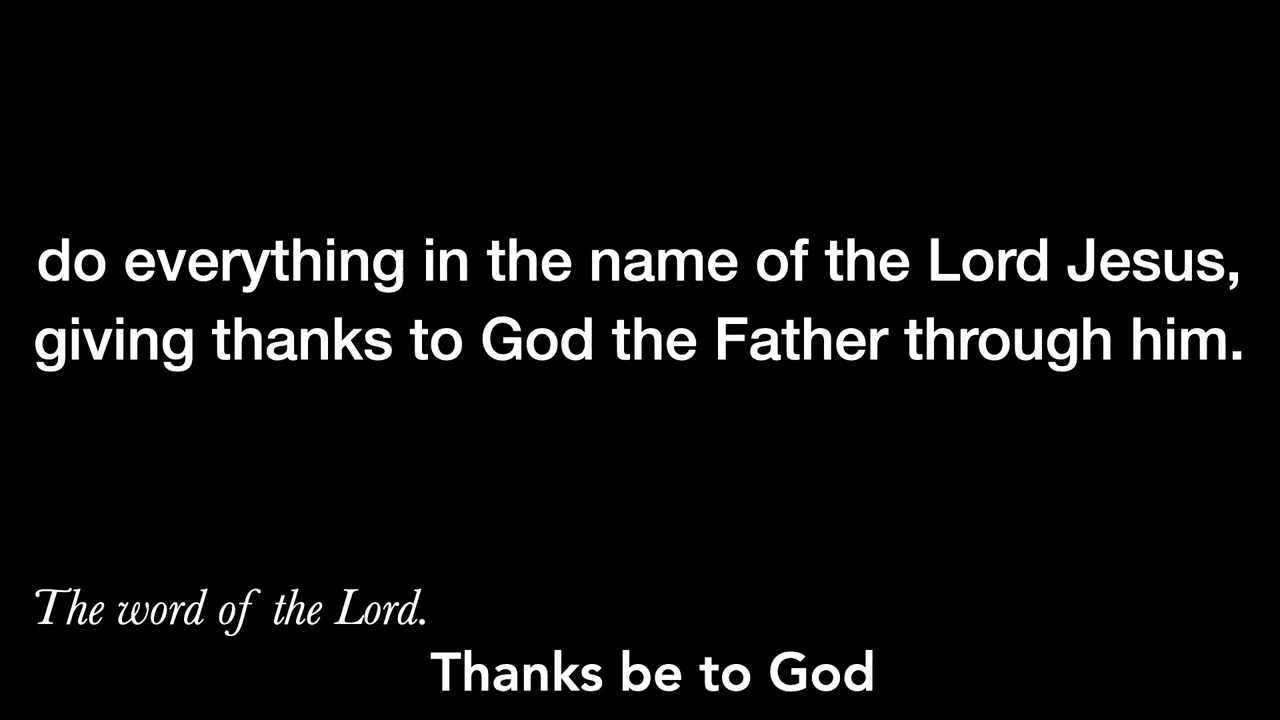 do everything in the name of the Lord Jesus,
giving thanks to God the Father through him.
The word of the Lord.
Thanks be to God